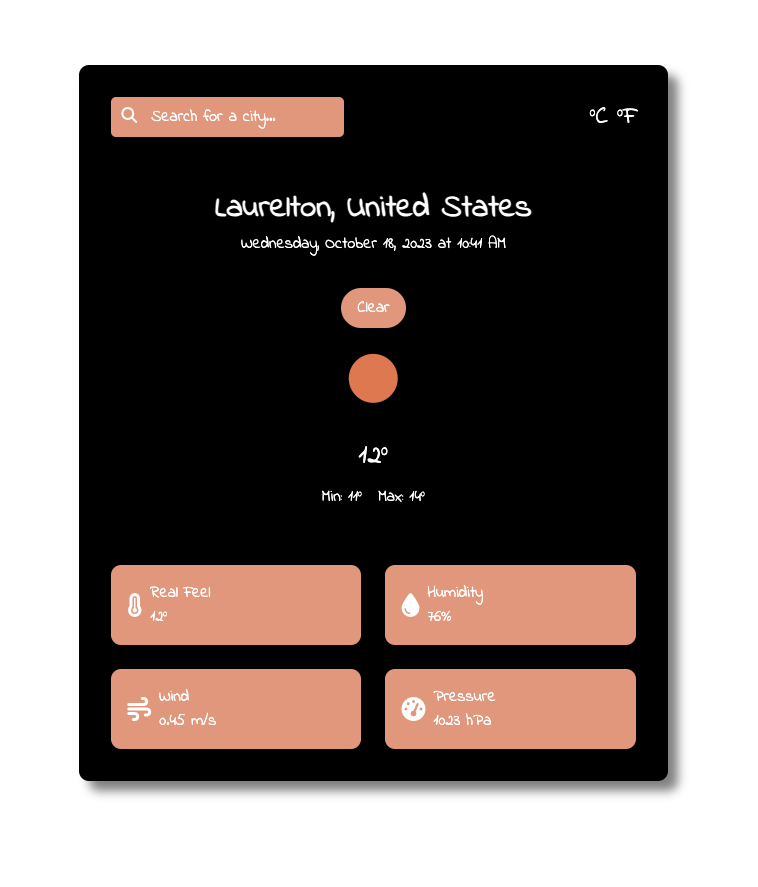 Search for a city...
°C °F
Laurelton, United States
Wednesday, October 18, 2023 at 10:41 AM
Clear
12°
Min: 11° Max: 14°
Real Feel
12°
Humidity
76%
Wind
0.45 m/s
Pressure
1023 hPa